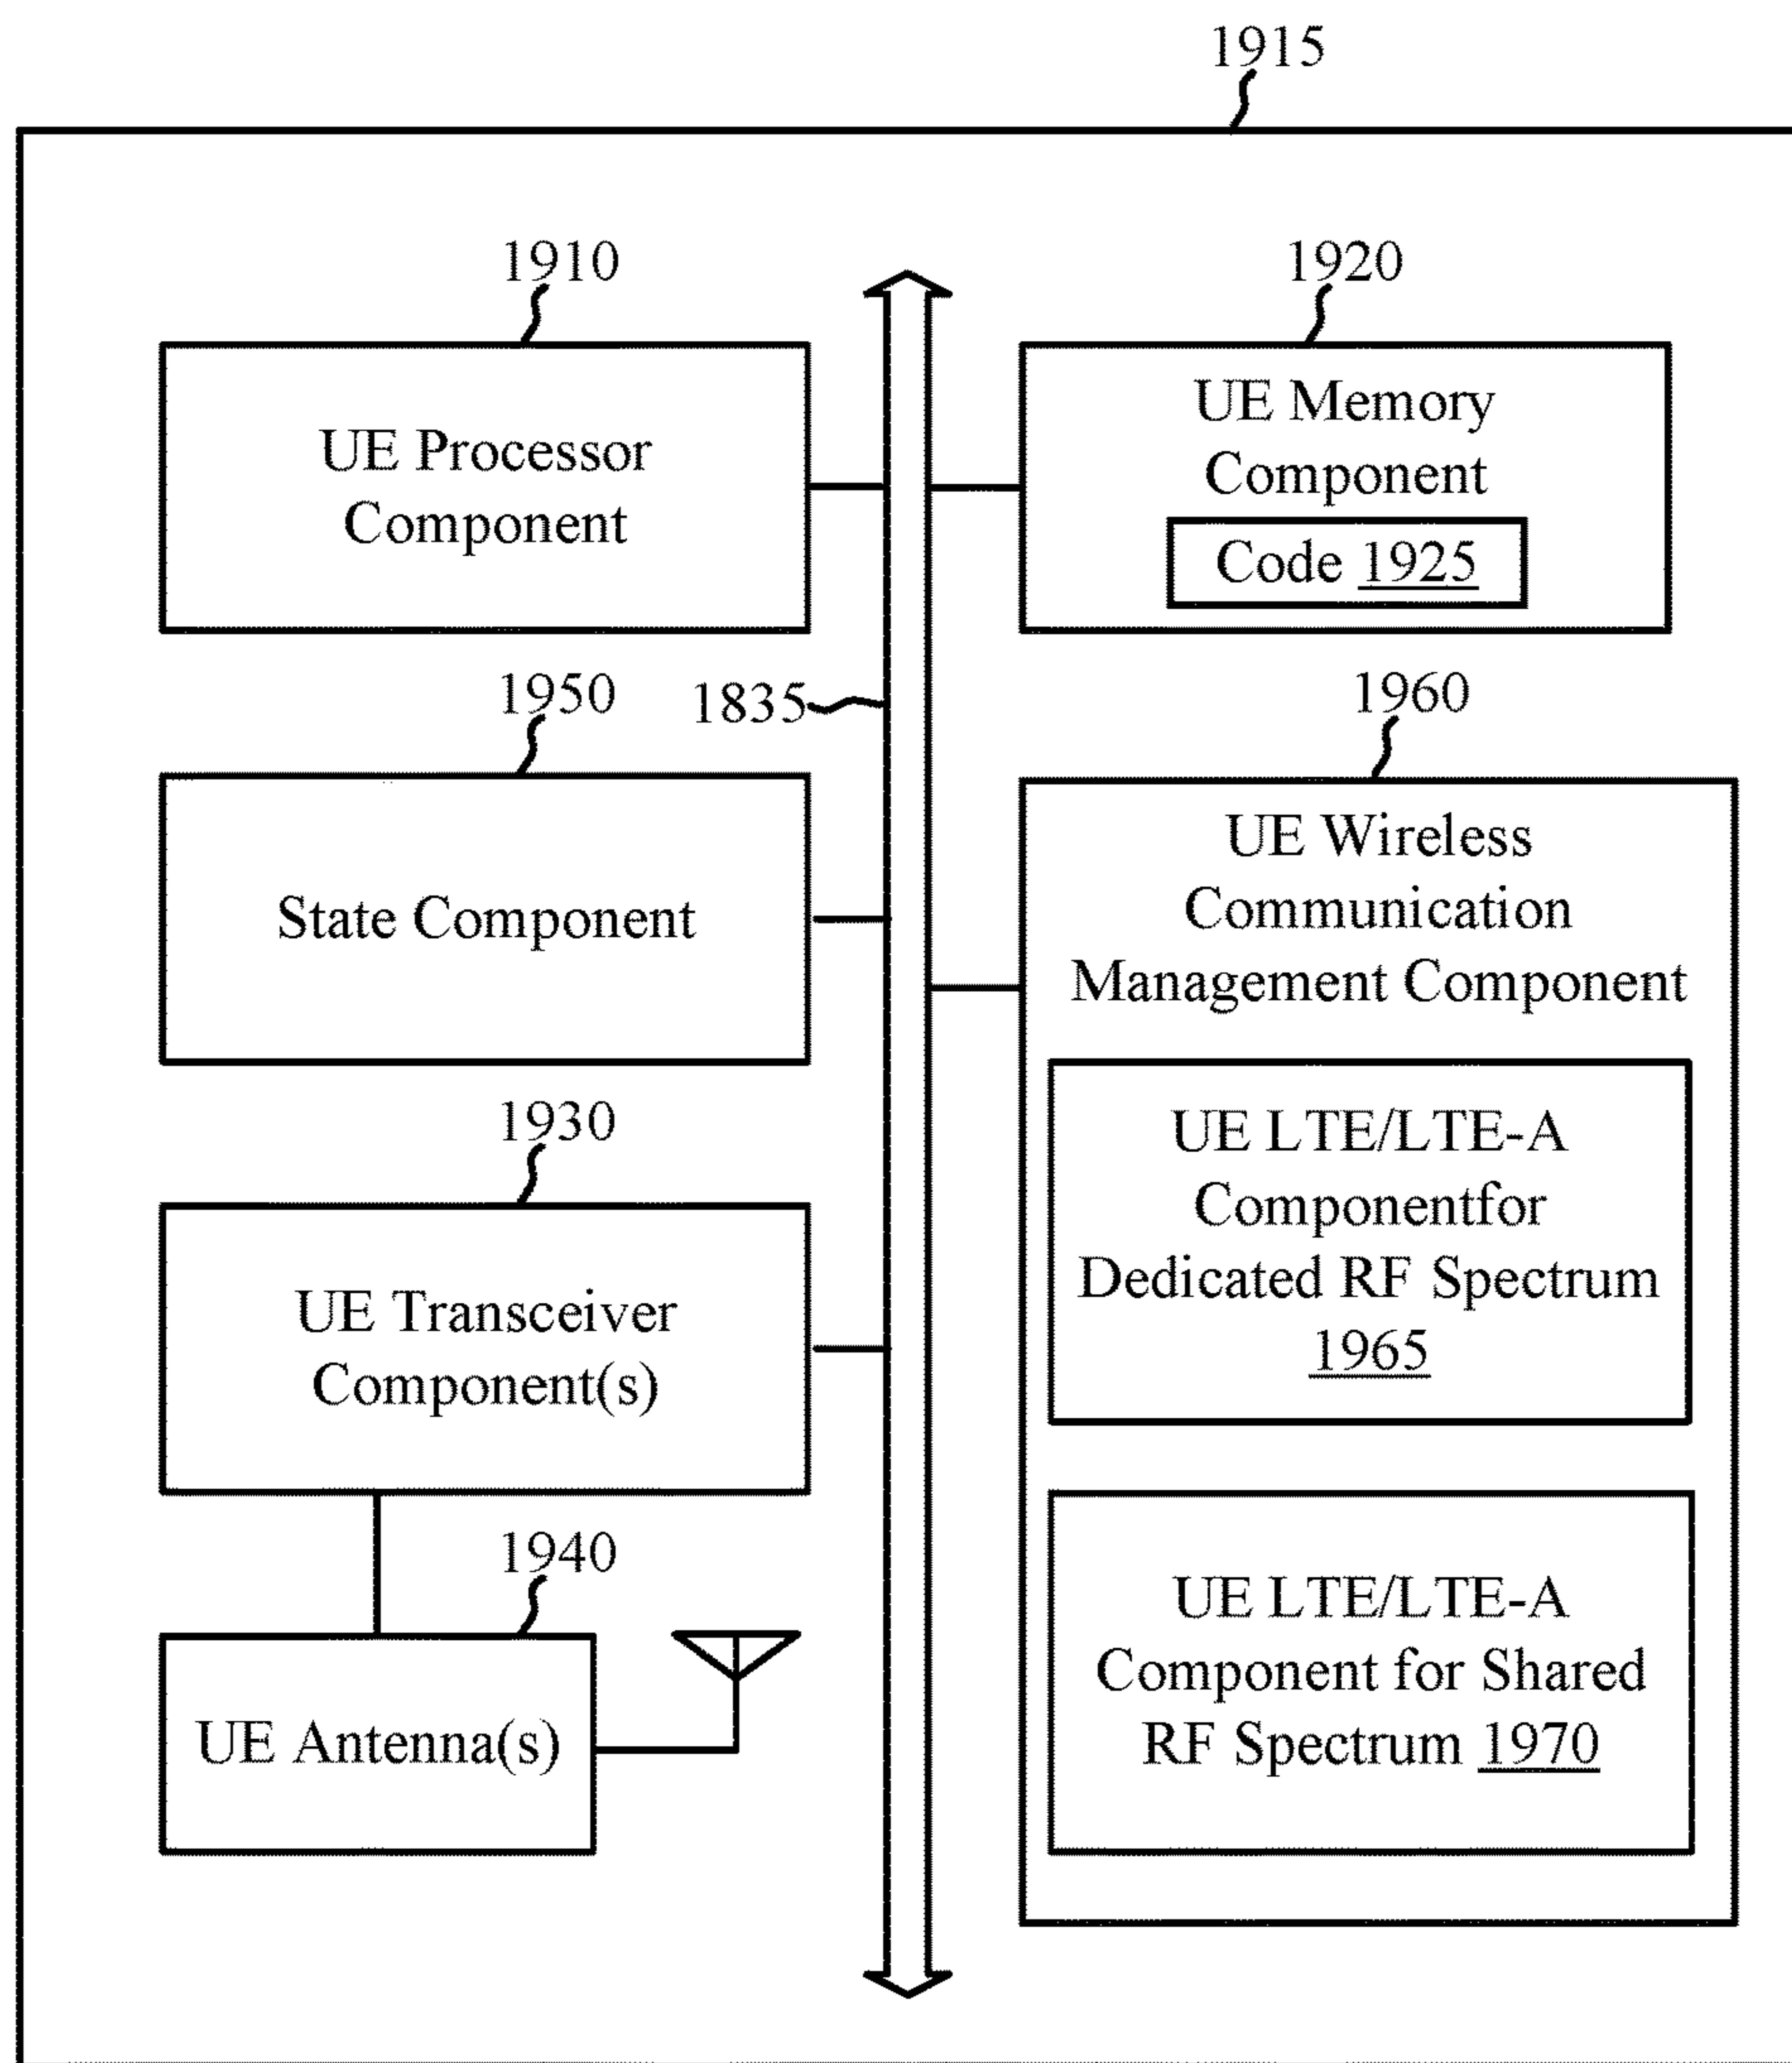 1915
1910
UE Processor
Component
1920
UE Memory
Component
Code 1925
1950
State Component
1835
1960
UE Wireless
Communication
Management Component
UE LTE/LTE-A
Componentfor
Dedicated RF Spectrum
1965
UE LTE/LTE-A
Component for Shared
RF Spectrum 1970
1930
UE Transceiver
Component(s)
1940
UE Antenna(s)